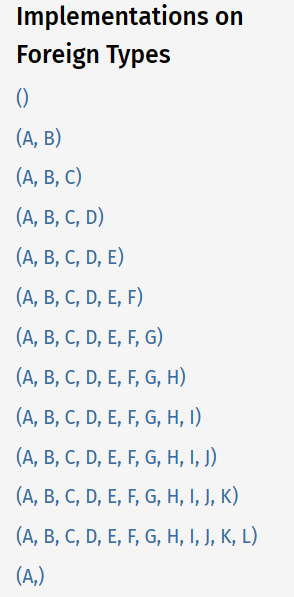 Implementations on
Foreign Types
()
(A, B)
(A, B, C)
(A, B, C, D)
(A, B, C, D, E)
(A, B, C, D, E, F)
(A, B, C, D, E, F, G)
(A, B, C, D, E, F, G, H)
(A, B, C, D, E, F, G, H, I)
(A, B, C, D, E, F, G, H, I, J)
(A, B, C, D, E, F, G, H, I, J, K)
(A, B, C, D, E, F, G, H, I, J, K, L)
(A,)